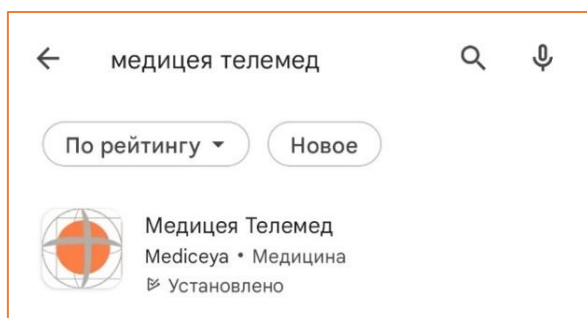 медицея телемед
По рейтингу
Новое
Медицея Телемед
Mediceya • Медицина
Установлено